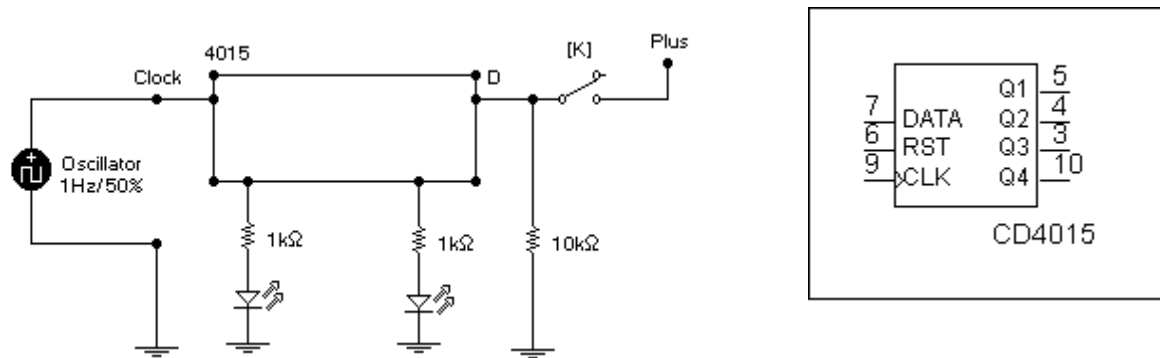 4015
Clock
D
[K]
Plus
Oscillator
1Hz/50%
1kΩ
1kΩ
10kΩ
7 DATA
6 RST
9 CLK
Q1 5
Q2 4
Q3 3
Q4 10
CD4015